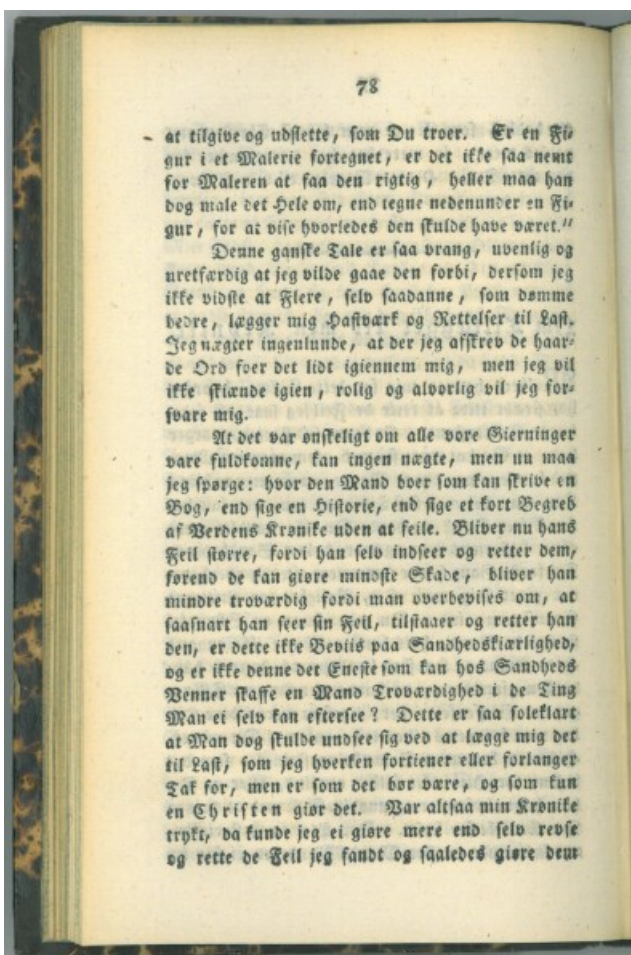 78
at tilgive og udslette, som Du troer. Er en Fi-
gur i et Malerie fortegnet, er det ikke saa nemt
for Maleren at faa den rigtig, heller maa han
dog male det Hele om, end tegne nedenunder en Fi-
gur, for at vise hvorledes den skulde have været."
Denne ganske Tale er saa vrang, uvenlig og
uretfærdig at jeg vilde gaae den forbi, dersom jeg
ikke vidste at Flere, selv saadanne, som dømme
bedre, lægger mig Hastværk og Rettelser til Last.
Jeg nægter ingenlunde, at der jeg afskrev de haar-
de Ord foer det lidt igiennem mig, men jeg vil
ikke skiænde igien, rolig og alvorlig vil jeg for-
svare mig.
At det var ønskeligt om alle vore Gierninger
vare fuldkomne, kan ingen nægte, men nu maa
jeg spørge: hvor den Mand boer som kan skrive en
Bog, end sige en Historie, end sige et kort Begreb
af Verdens Krønike uden at feile. Bliver nu hans
Feil større, fordi han selv indseer og retter dem,
førend de kan giøre mindste Skade, bliver han
mindre troværdig fordi man overbevises om, at
saasnart han seer sin Feil, tilstaaer og retter han
den, er dette ikke Beviis paa Sandhedskiærlighed,
og er ikke denne det Eneste som kan hos Sandheds
Venner skaffe en Mand Troværdighed i de Ting
Man ei selv kan eftersee? Dette er saa soleklart
at Man dog skulde undsee sig ved at lægge mig det
til Last, som jeg hverken fortiener eller forlanger
Tak for, men er som det bør være, og som kun
en Christen giør det. Var altsaa min Krønike
trykt, da kunde jeg ei giøre mere end selv revse
og rette de Feil jeg fandt og saaledes giøre dem